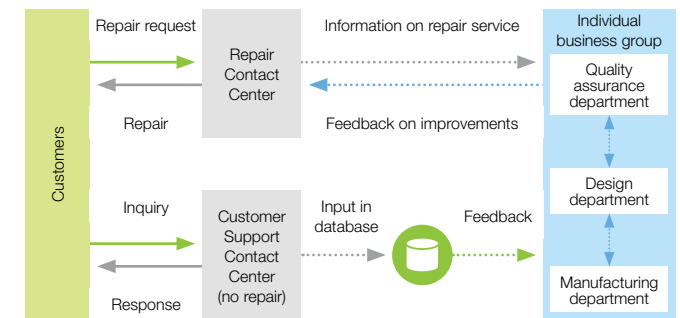 Customers
Repair request
Repair
Repair
Contact
Center
Information on repair service
Feedback on improvements
Individual
business group
Quality
assurance
department
Design
department
Manufacturing
department
Inquiry
Response
Customer
Support
Contact
Center
(no repair)
Input in
database
Feedback